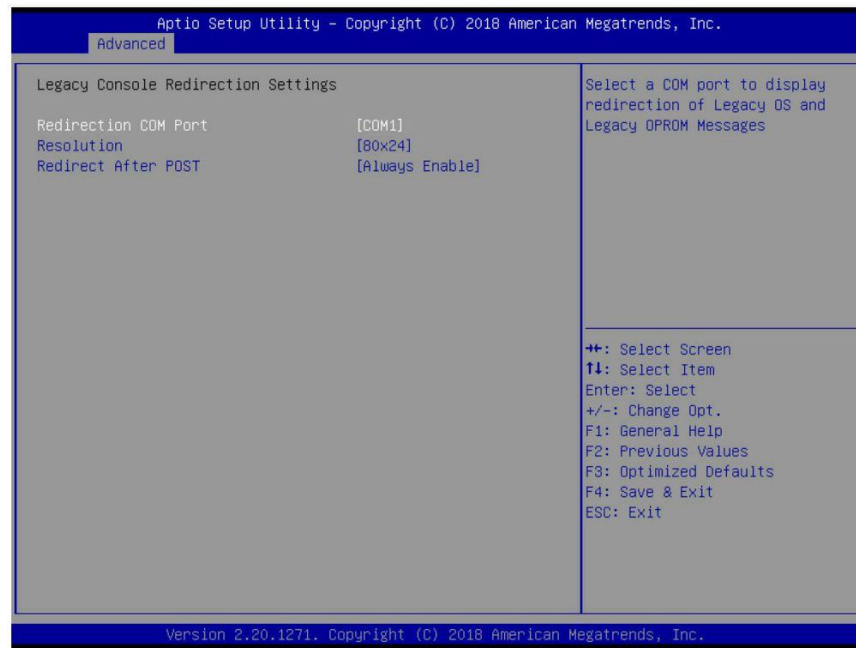 Aptio Setup Utility – Copyright (C) 2018 American Megatrends, Inc.
Advanced
Legacy Console Redirection Settings
Redirection COM Port [COM1]
Resolution [80x24]
Redirect After POST [Always Enable]
Select a COM port to display
redirection of Legacy OS and
Legacy OPROM Messages
→←: Select Screen
↑↓: Select Item
Enter: Select
+/-: Change Opt.
F1: General Help
F2: Previous Values
F3: Optimized Defaults
F4: Save & Exit
ESC: Exit
Version 2.20.1271. Copyright (C) 2018 American Megatrends, Inc.